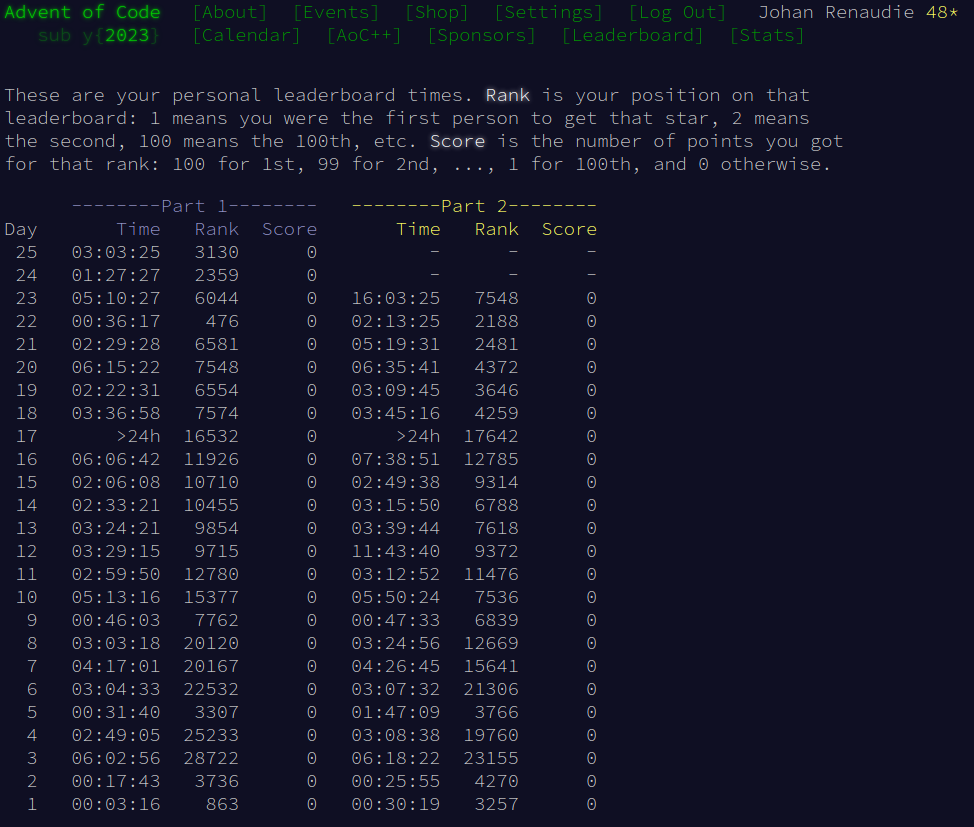 Advent of Code [About] [Events] [Shop] [Settings] [Log Out] Johan Renaudie 48*
sub y{2023} [Calendar] [AoC++] [Sponsors] [Leaderboard] [Stats]
These are your personal leaderboard times. Rank is your position on that
leaderboard: 1 means you were the first person to get that star, 2 means
the second, 100 means the 100th, etc. Score is the number of points you got
for that rank: 100 for 1st, 99 for 2nd, ..., 1 for 100th, and 0 otherwise.
--------Part 1-------- --------Part 2--------
Day Time Rank Score Time Rank Score
25 03:03:25 3130 0 - - -
24 01:27:27 2359 0 - - -
23 05:10:27 6044 0 16:03:25 7548 0
22 00:36:17 476 0 02:13:25 2188 0
21 02:29:28 6581 0 05:19:31 2481 0
20 06:15:22 7548 0 06:35:41 4372 0
19 02:22:31 6554 0 03:09:45 3646 0
18 03:36:58 7574 0 03:45:16 4259 0
17 >24h 16532 0 >24h 17642 0
16 06:06:42 11926 0 07:38:51 12785 0
15 02:06:08 10710 0 02:49:38 9314 0
14 02:33:21 10455 0 03:15:50 6788 0
13 03:24:21 9854 0 03:39:44 7618 0
12 03:29:15 9715 0 11:43:40 9372 0
11 02:59:50 12780 0 03:12:52 11476 0
10 05:13:16 15377 0 05:50:24 7536 0
9 00:46:03 7762 0 00:47:33 6839 0
8 03:03:18 20120 0 03:24:56 12669 0
7 04:17:01 20167 0 04:26:45 15641 0
6 03:04:33 22532 0 03:07:32 21306 0
5 00:31:40 3307 0 01:47:09 3766 0
4 02:49:05 25233 0 03:08:38 19760 0
3 06:02:56 28722 0 06:18:22 23155 0
2 00:17:43 3736 0 00:25:55 4270 0
1 00:03:16 863 0 00:30:19 3257 0